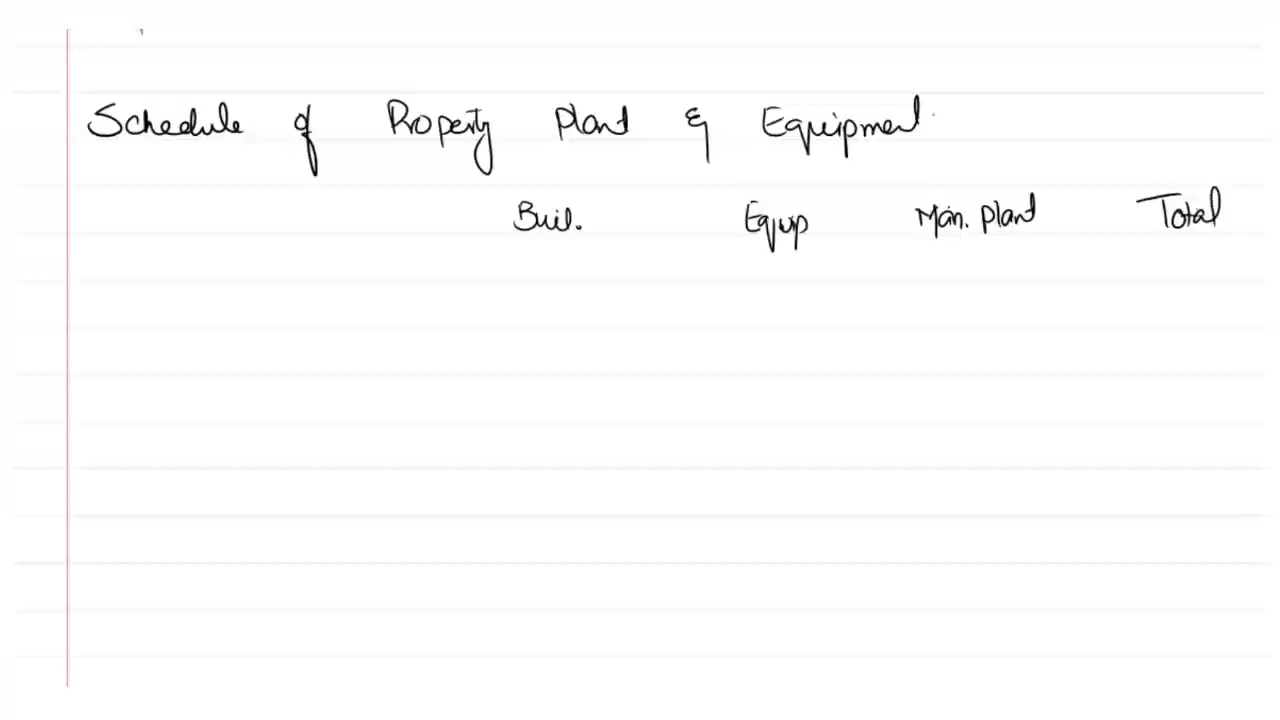 Schedule of Property Plant & Equipment
Buil. Equip Man. Plant Total